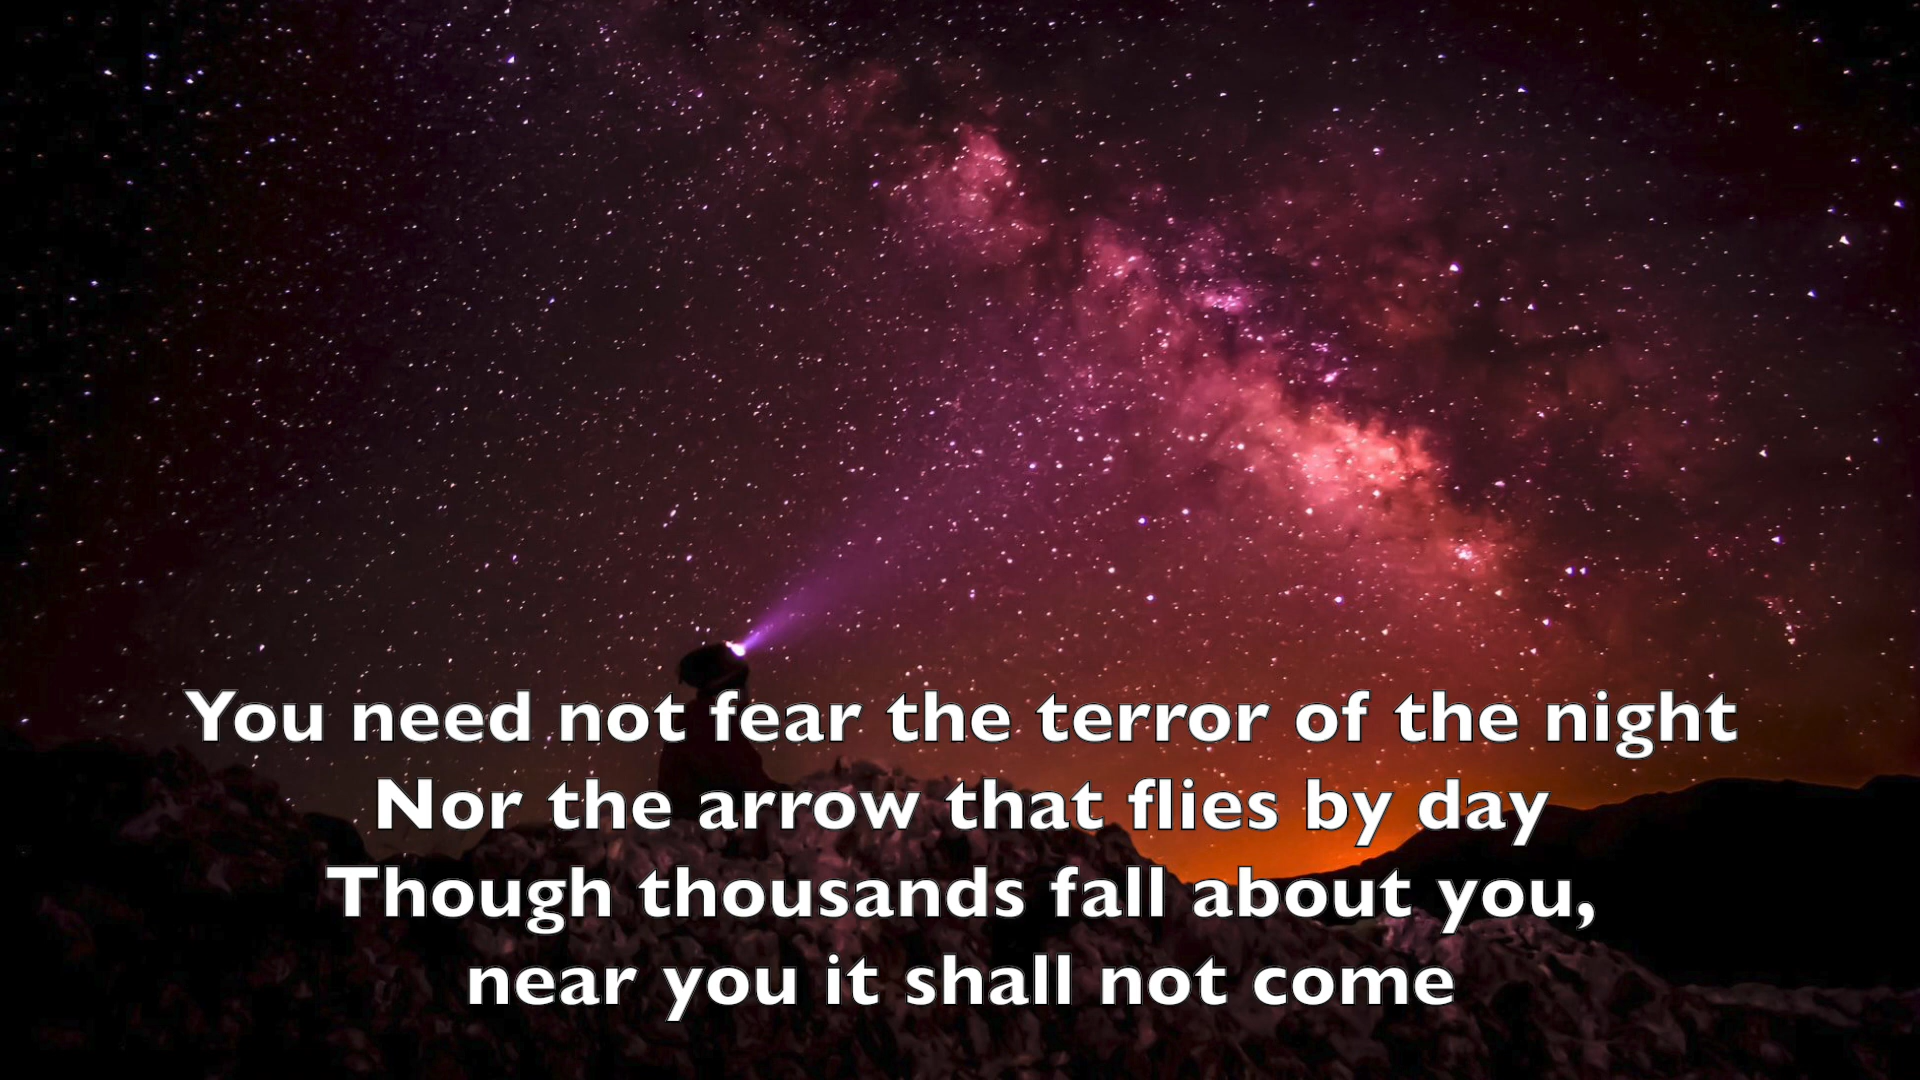 You need not fear the terror of the night
Nor the arrow that flies by day
Though thousands fall about you,
near you it shall not come